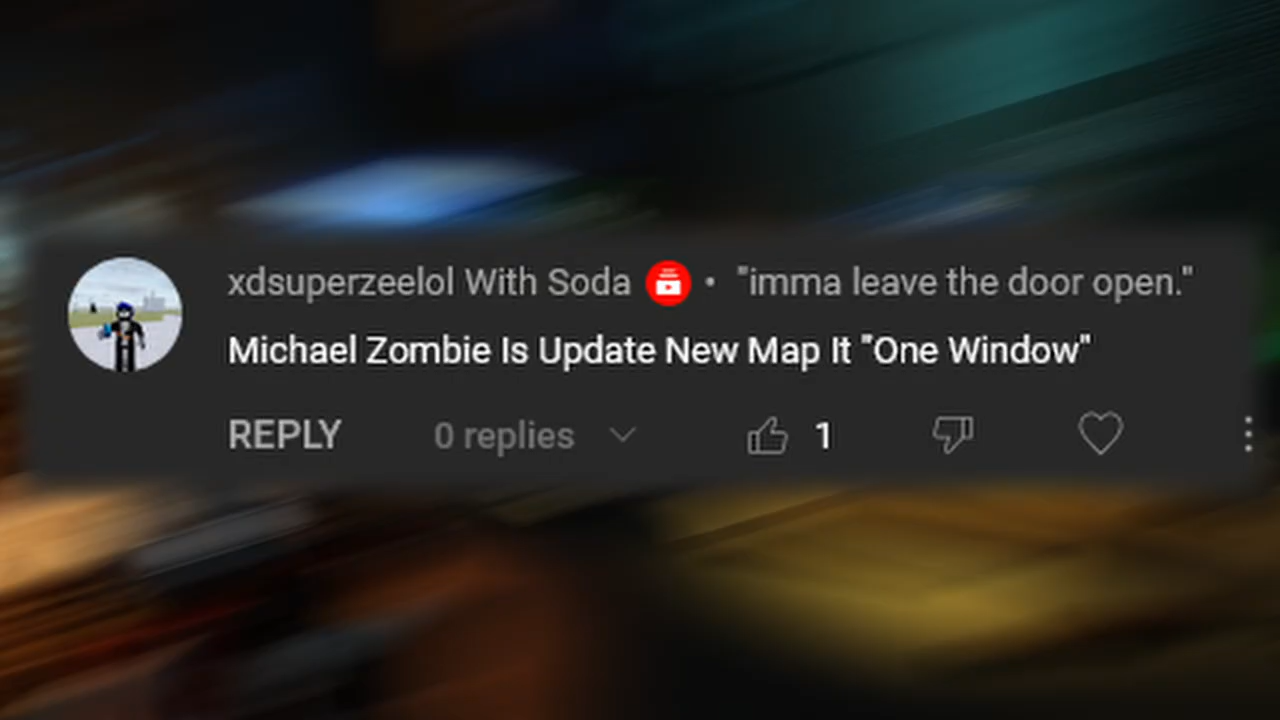 xdsuperzeelol With Soda • "imma leave the door open."
Michael Zombie Is Update New Map It "One Window"
REPLY 0 replies 1